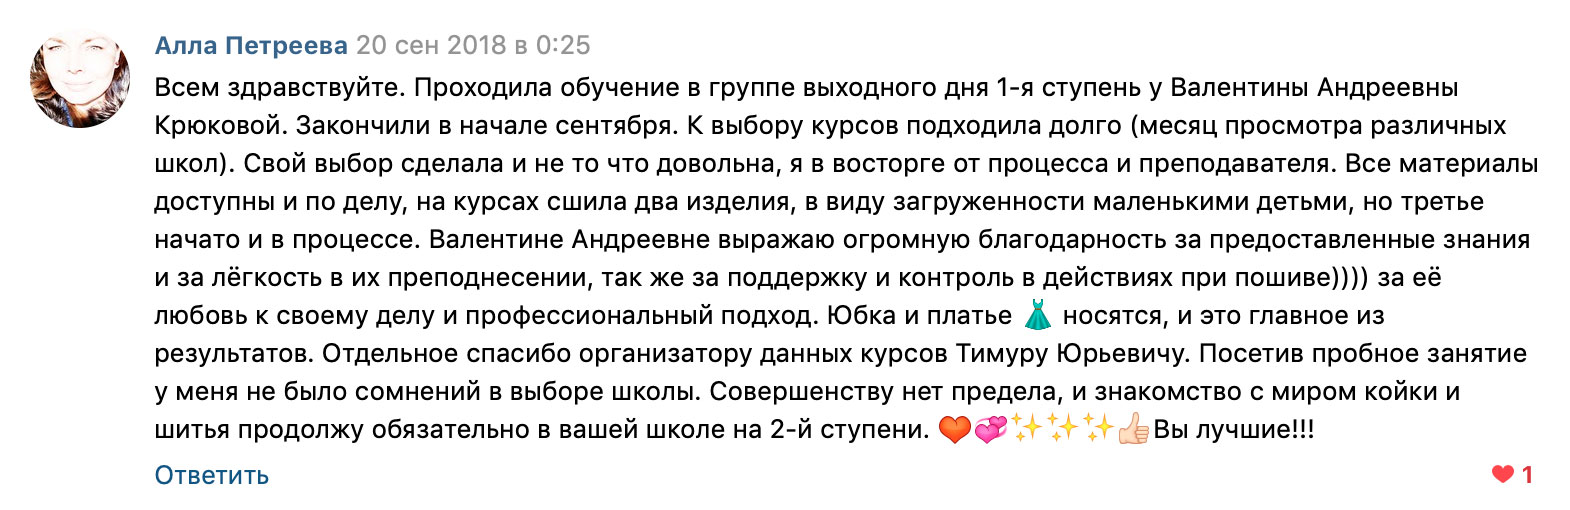 Алла Петреева 20 сен 2018 в 0:25
Всем здравствуйте. Проходила обучение в группе выходного дня 1-я ступень у Валентины Андреевны
Крюковой. Закончили в начале сентября. К выбору курсов подходила долго (месяц просмотра различных
школ). Свой выбор сделала и не то что довольна, я в восторге от процесса и преподавателя. Все материалы
доступны и по делу, на курсах сшила два изделия, в виду загруженности маленькими детьми, но третье
начато и в процессе. Валентине Андреевне выражаю огромную благодарность за предоставленные знания
и за лёгкость в их преподнесении, так же за поддержку и контроль в действиях при пошиве)))) за её
любовь к своему делу и профессиональный подход. Юбка и платье 👗 носятся, и это главное из
результатов. Отдельное спасибо организатору данных курсов Тимуру Юрьевичу. Посетив пробное занятие
у меня не было сомнений в выборе школы. Совершенству нет предела, и знакомство с миром койки и
шитья продолжу обязательно в вашей школе на 2-й ступени. ❤️💞✨✨✨👍🏻Вы лучшие!!!
Ответить
1